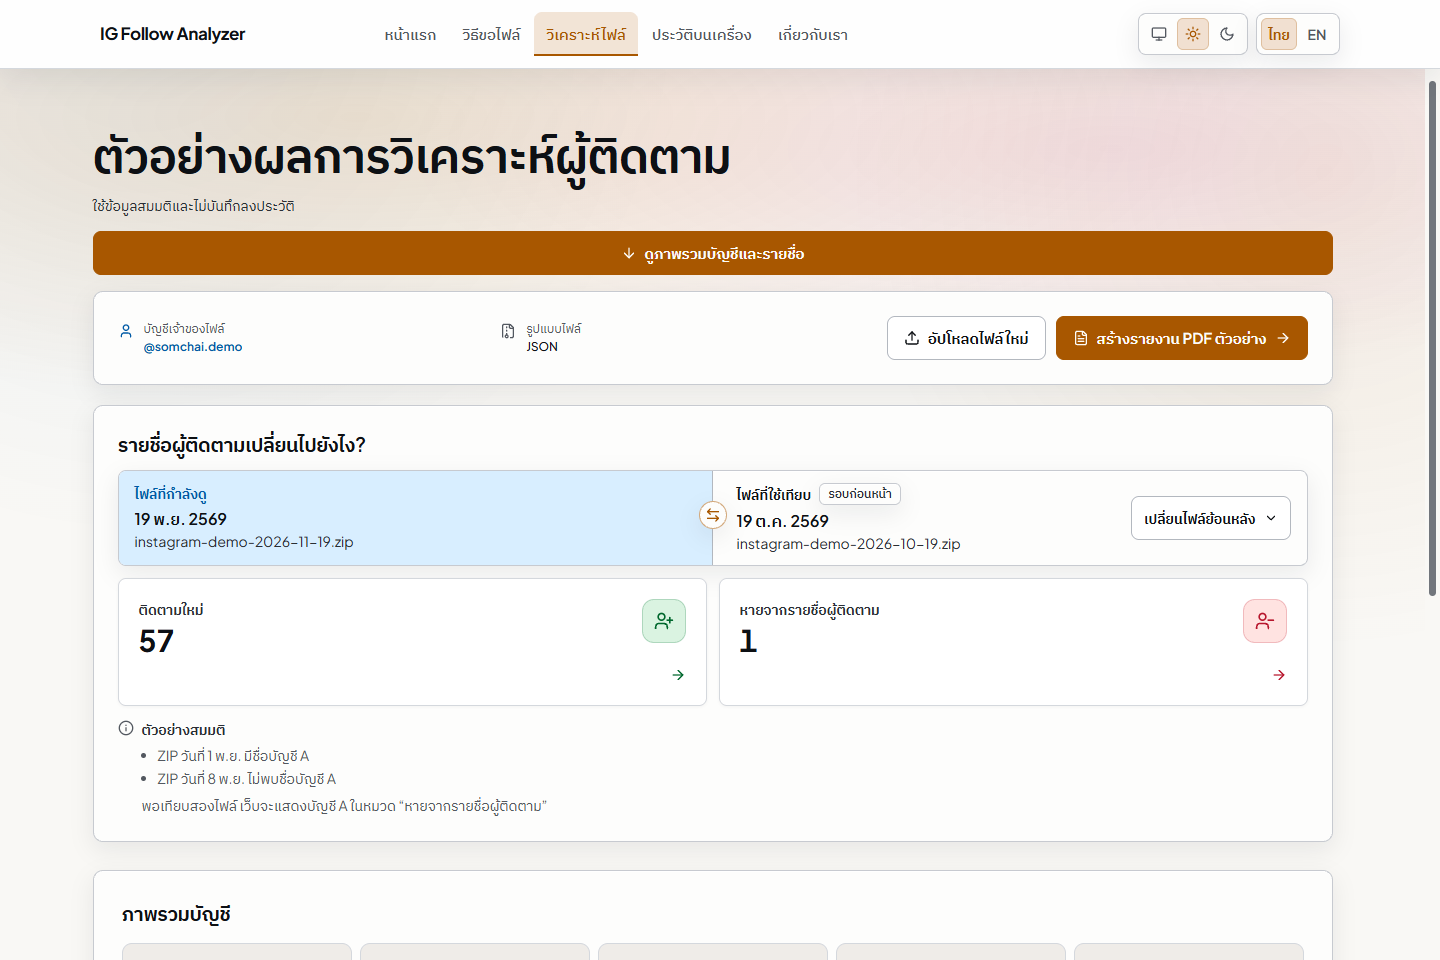 IG Follow Analyzer
หน้าแรก
วิธีขอไฟล์
วิเคราะห์ไฟล์
ประวัติบนเครื่อง
เกี่ยวกับเรา
ไทย
EN
ตัวอย่างผลการวิเคราะห์ผู้ติดตาม
ใช้ข้อมูลสมมติและไม่บันทึกลงประวัติ
ดูภาพรวมบัญชีและรายชื่อ
บัญชีเจ้าของไฟล์
@somchai.demo
รูปแบบไฟล์
JSON
อัปโหลดไฟล์ใหม่
สร้างรายงาน PDF ตัวอย่าง
รายชื่อผู้ติดตามเปลี่ยนไปยังไง?
ไฟล์ที่กำลังดู
19 พ.ย. 2569
instagram-demo-2026-11-19.zip
ไฟล์ที่ใช้เทียบ
รอบก่อนหน้า
19 ต.ค. 2569
instagram-demo-2026-10-19.zip
เปลี่ยนไฟล์ย้อนหลัง
ติดตามใหม่
57
หายจากรายชื่อผู้ติดตาม
1
ตัวอย่างสมมติ
• ZIP วันที่ 1 พ.ย. มีชื่อบัญชี A
• ZIP วันที่ 8 พ.ย. ไม่พบชื่อบัญชี A
พอเทียบสองไฟล์ เว็บจะแสดงบัญชี A ในหมวด “หายจากรายชื่อผู้ติดตาม”
ภาพรวมบัญชี